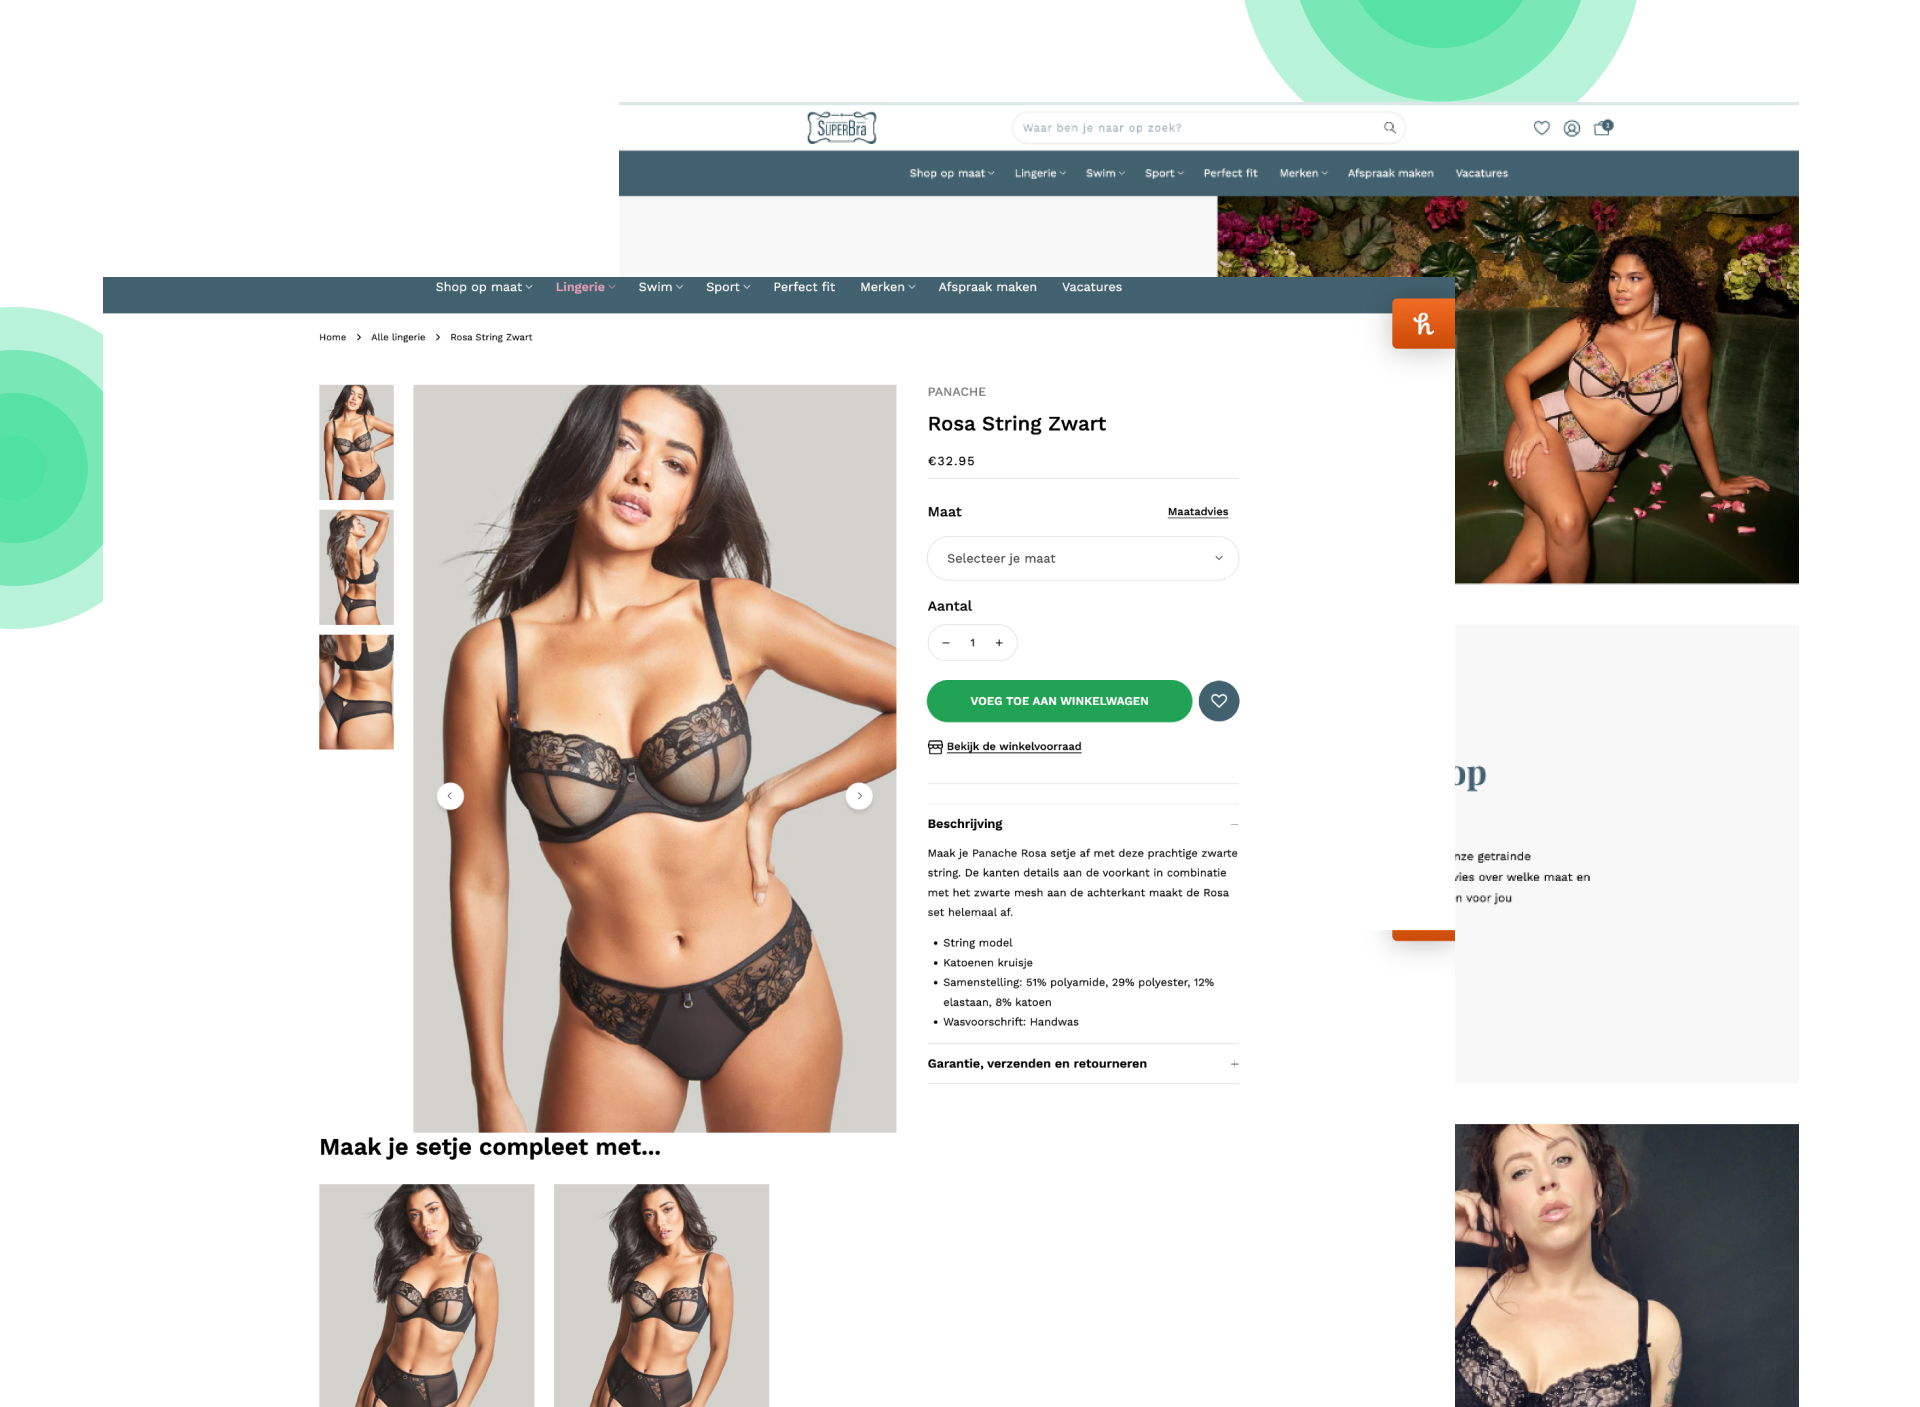 SUPERBra
Waar ben je naar op zoek?
Shop op maat
Lingerie
Swim
Sport
Perfect fit
Merken
Afspraak maken
Vacatures
Shop op maat
Lingerie
Swim
Sport
Perfect fit
Merken
Afspraak maken
Vacatures
Home > Alle lingerie > Rosa String Zwart
PANACHE
Rosa String Zwart
€32.95
Maat
Maatadvies
Selecteer je maat
Aantal
− 1 +
VOEG TOE AAN WINKELWAGEN
Bekijk de winkelvoorraad
Beschrijving
Maak je Panache Rosa setje af met deze prachtige zwarte
string. De kanten details aan de voorkant in combinatie
met het zwarte mesh aan de achterkant maakt de Rosa
set helemaal af.
• String model
• Katoenen kruisje
• Samenstelling: 51% polyamide, 29% polyester, 12%
elastaan, 8% katoen
• Wasvoorschrift: Handwas
Garantie, verzenden en retourneren
Maak je setje compleet met...
h
op
nze getrainde
vies over welke maat en
n voor jou